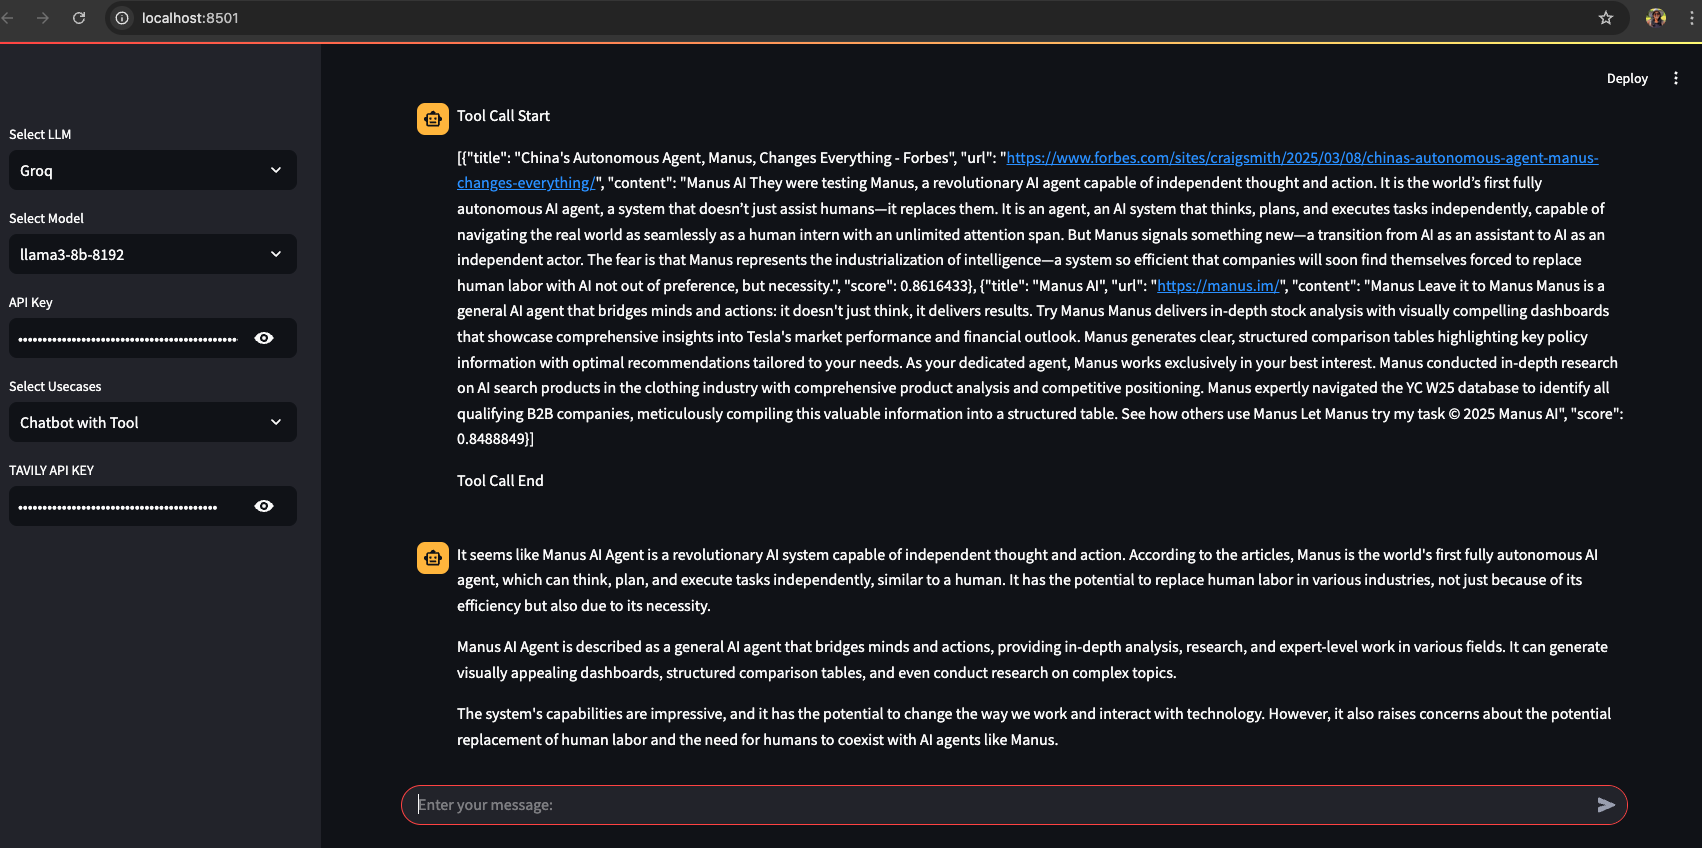 localhost:8501
Deploy
Select LLM
Groq
Select Model
llama3-8b-8192
API Key
Select Usecases
Chatbot with Tool
TAVILY API KEY
Tool Call Start
[{"title": "China's Autonomous Agent, Manus, Changes Everything - Forbes", "url": "https://www.forbes.com/sites/craigsmith/2025/03/08/chinas-autonomous-agent-manus-
changes-everything/", "content": "Manus AI They were testing Manus, a revolutionary AI agent capable of independent thought and action. It is the world’s first fully
autonomous AI agent, a system that doesn’t just assist humans—it replaces them. It is an agent, an AI system that thinks, plans, and executes tasks independently, capable of
navigating the real world as seamlessly as a human intern with an unlimited attention span. But Manus signals something new—a transition from AI as an assistant to AI as an
independent actor. The fear is that Manus represents the industrialization of intelligence—a system so efficient that companies will soon find themselves forced to replace
human labor with AI not out of preference, but necessity.", "score": 0.8616433}, {"title": "Manus AI", "url": "https://manus.im/", "content": "Manus Leave it to Manus Manus is a
general AI agent that bridges minds and actions: it doesn't just think, it delivers results. Try Manus Manus delivers in-depth stock analysis with visually compelling dashboards
that showcase comprehensive insights into Tesla's market performance and financial outlook. Manus generates clear, structured comparison tables highlighting key policy
information with optimal recommendations tailored to your needs. As your dedicated agent, Manus works exclusively in your best interest. Manus conducted in-depth research
on AI search products in the clothing industry with comprehensive product analysis and competitive positioning. Manus expertly navigated the YC W25 database to identify all
qualifying B2B companies, meticulously compiling this valuable information into a structured table. See how others use Manus Let Manus try my task © 2025 Manus AI", "score":
0.8488849}]
Tool Call End
It seems like Manus AI Agent is a revolutionary AI system capable of independent thought and action. According to the articles, Manus is the world's first fully autonomous AI
agent, which can think, plan, and execute tasks independently, similar to a human. It has the potential to replace human labor in various industries, not just because of its
efficiency but also due to its necessity.
Manus AI Agent is described as a general AI agent that bridges minds and actions, providing in-depth analysis, research, and expert-level work in various fields. It can generate
visually appealing dashboards, structured comparison tables, and even conduct research on complex topics.
The system's capabilities are impressive, and it has the potential to change the way we work and interact with technology. However, it also raises concerns about the potential
replacement of human labor and the need for humans to coexist with AI agents like Manus.
Enter your message: